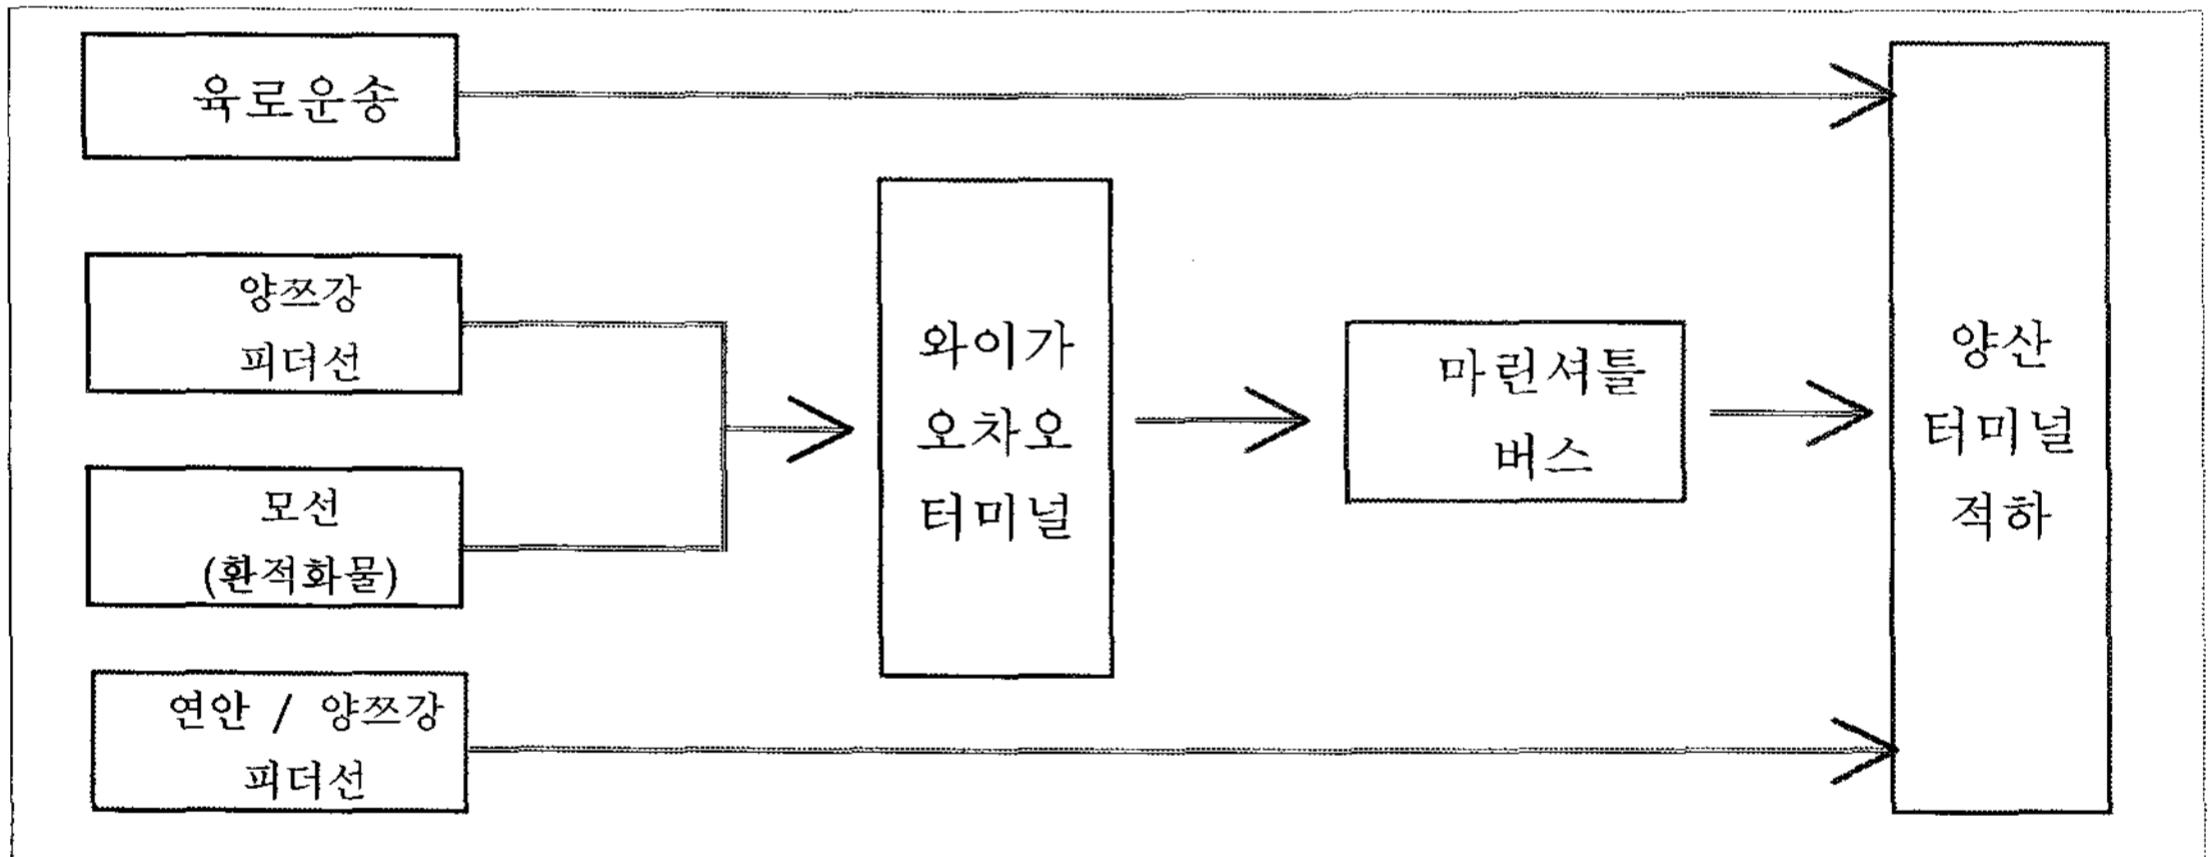 육로운송
양쯔강
피더선
모선
(환적화물)
연안 / 양쯔강
피더선
와이가
오차오
터미널
마린셔틀
버스
양산
터미널
적하